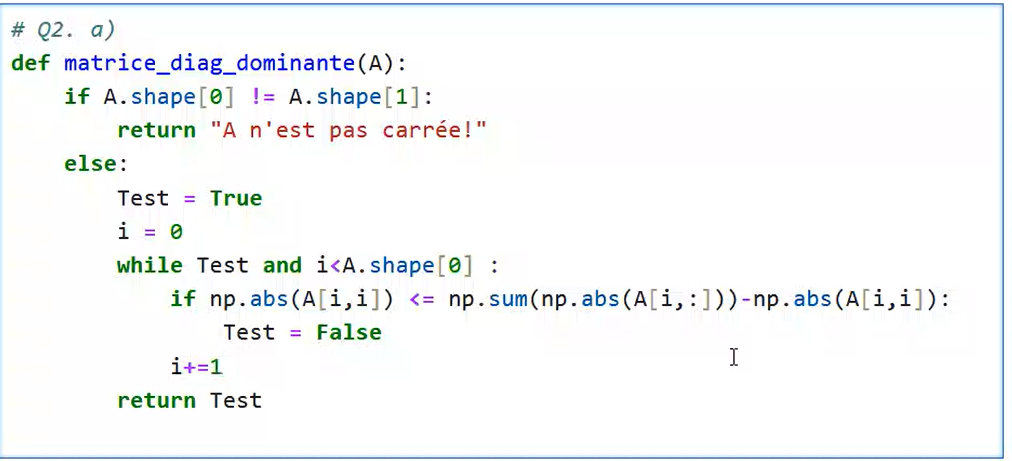 # Q2. a)
def matrice_diag_dominante(A):
    if A.shape[0] != A.shape[1]:
        return "A n'est pas carrée!"
    else:
        Test = True
        i = 0
        while Test and i<A.shape[0] :
            if np.abs(A[i,i]) <= np.sum(np.abs(A[i,:]))-np.abs(A[i,i]):
                Test = False
            i+=1
        return Test